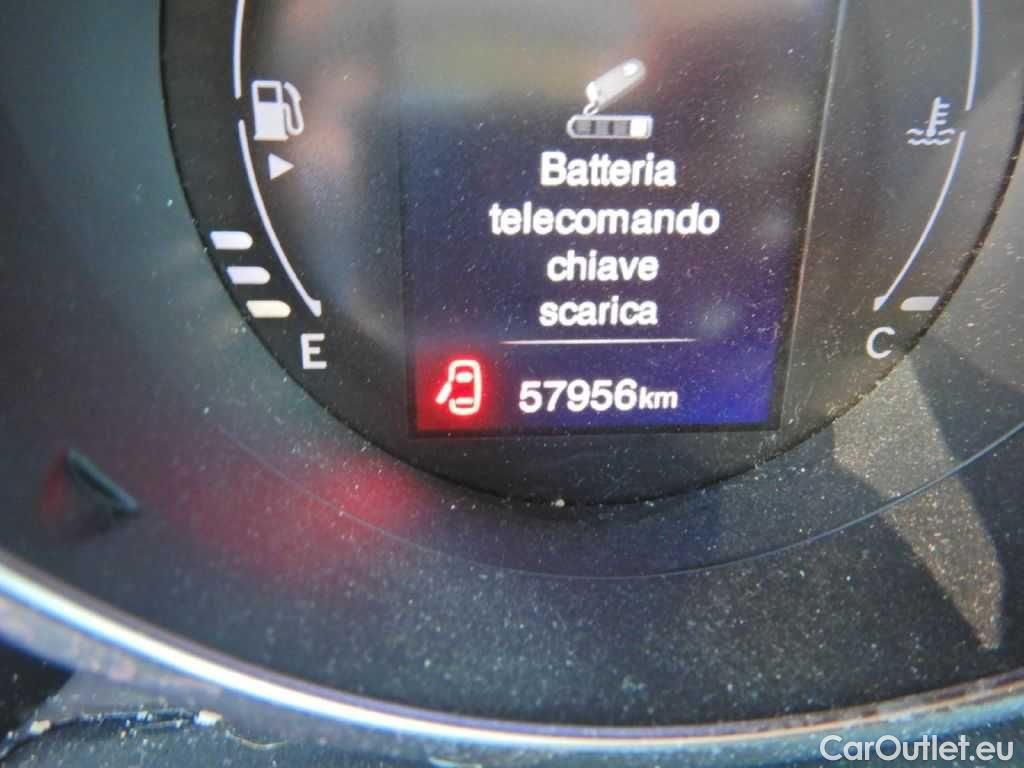 Batteria
telecomando
chiave
scarica
E
C
57956km
CarOutlet.eu